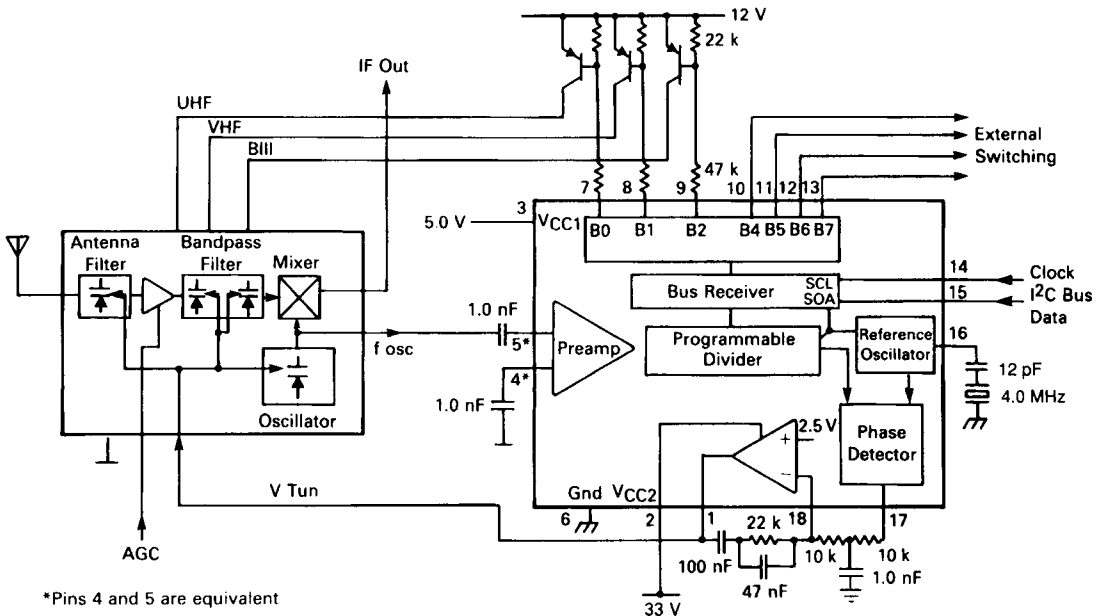 12 V
22 k
IF Out
UHF
VHF
BIII
47 k
7
8
9
10
11
12
13
External
Switching
3
5.0 V
VCC1
B0
B1
B2
B4
B5
B6
B7
Antenna
Filter
Bandpass
Filter
Mixer
Bus Receiver
SCL
SOA
14
Clock
I2C Bus
15
Data
1.0 nF
5*
f osc
Preamp
Programmable
Divider
Reference
Oscillator
16
4*
1.0 nF
12 pF
4.0 MHz
Oscillator
+
2.5 V
−
Phase
Detector
V Tun
Gnd
VCC2
6
2
1
22 k
18
17
10 k
10 k
100 nF
47 nF
1.0 nF
AGC
33 V
*Pins 4 and 5 are equivalent